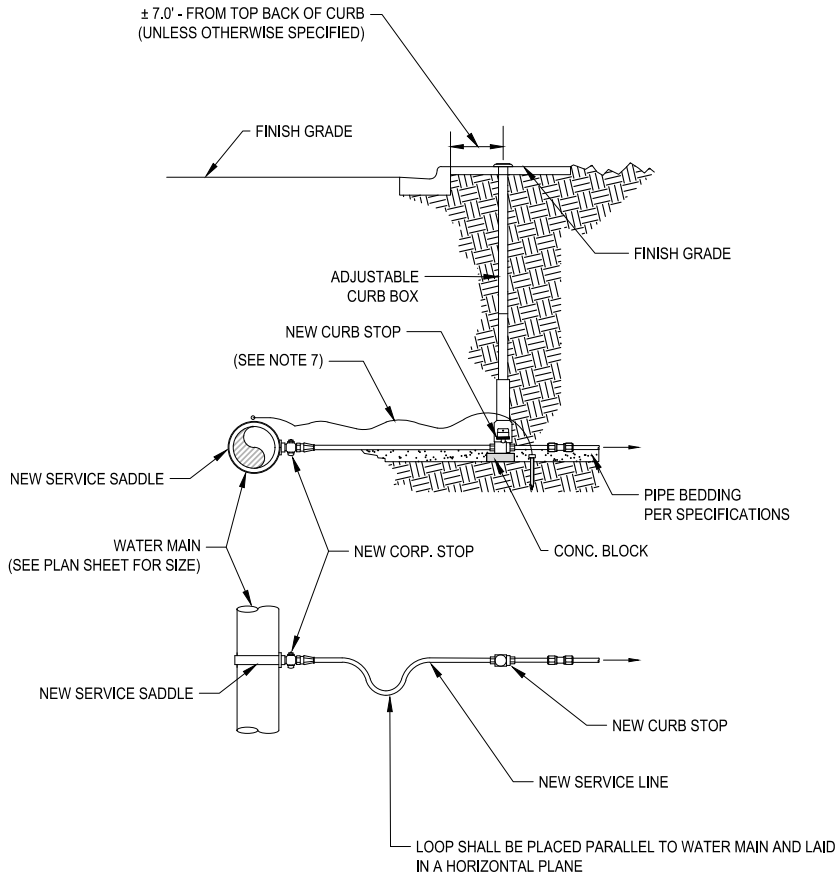 ± 7.0' - FROM TOP BACK OF CURB
(UNLESS OTHERWISE SPECIFIED)
FINISH GRADE
FINISH GRADE
ADJUSTABLE
CURB BOX
NEW CURB STOP
(SEE NOTE 7)
NEW SERVICE SADDLE
PIPE BEDDING
PER SPECIFICATIONS
WATER MAIN
(SEE PLAN SHEET FOR SIZE)
NEW CORP. STOP
CONC. BLOCK
NEW SERVICE SADDLE
NEW CURB STOP
NEW SERVICE LINE
LOOP SHALL BE PLACED PARALLEL TO WATER MAIN AND LAID
IN A HORIZONTAL PLANE